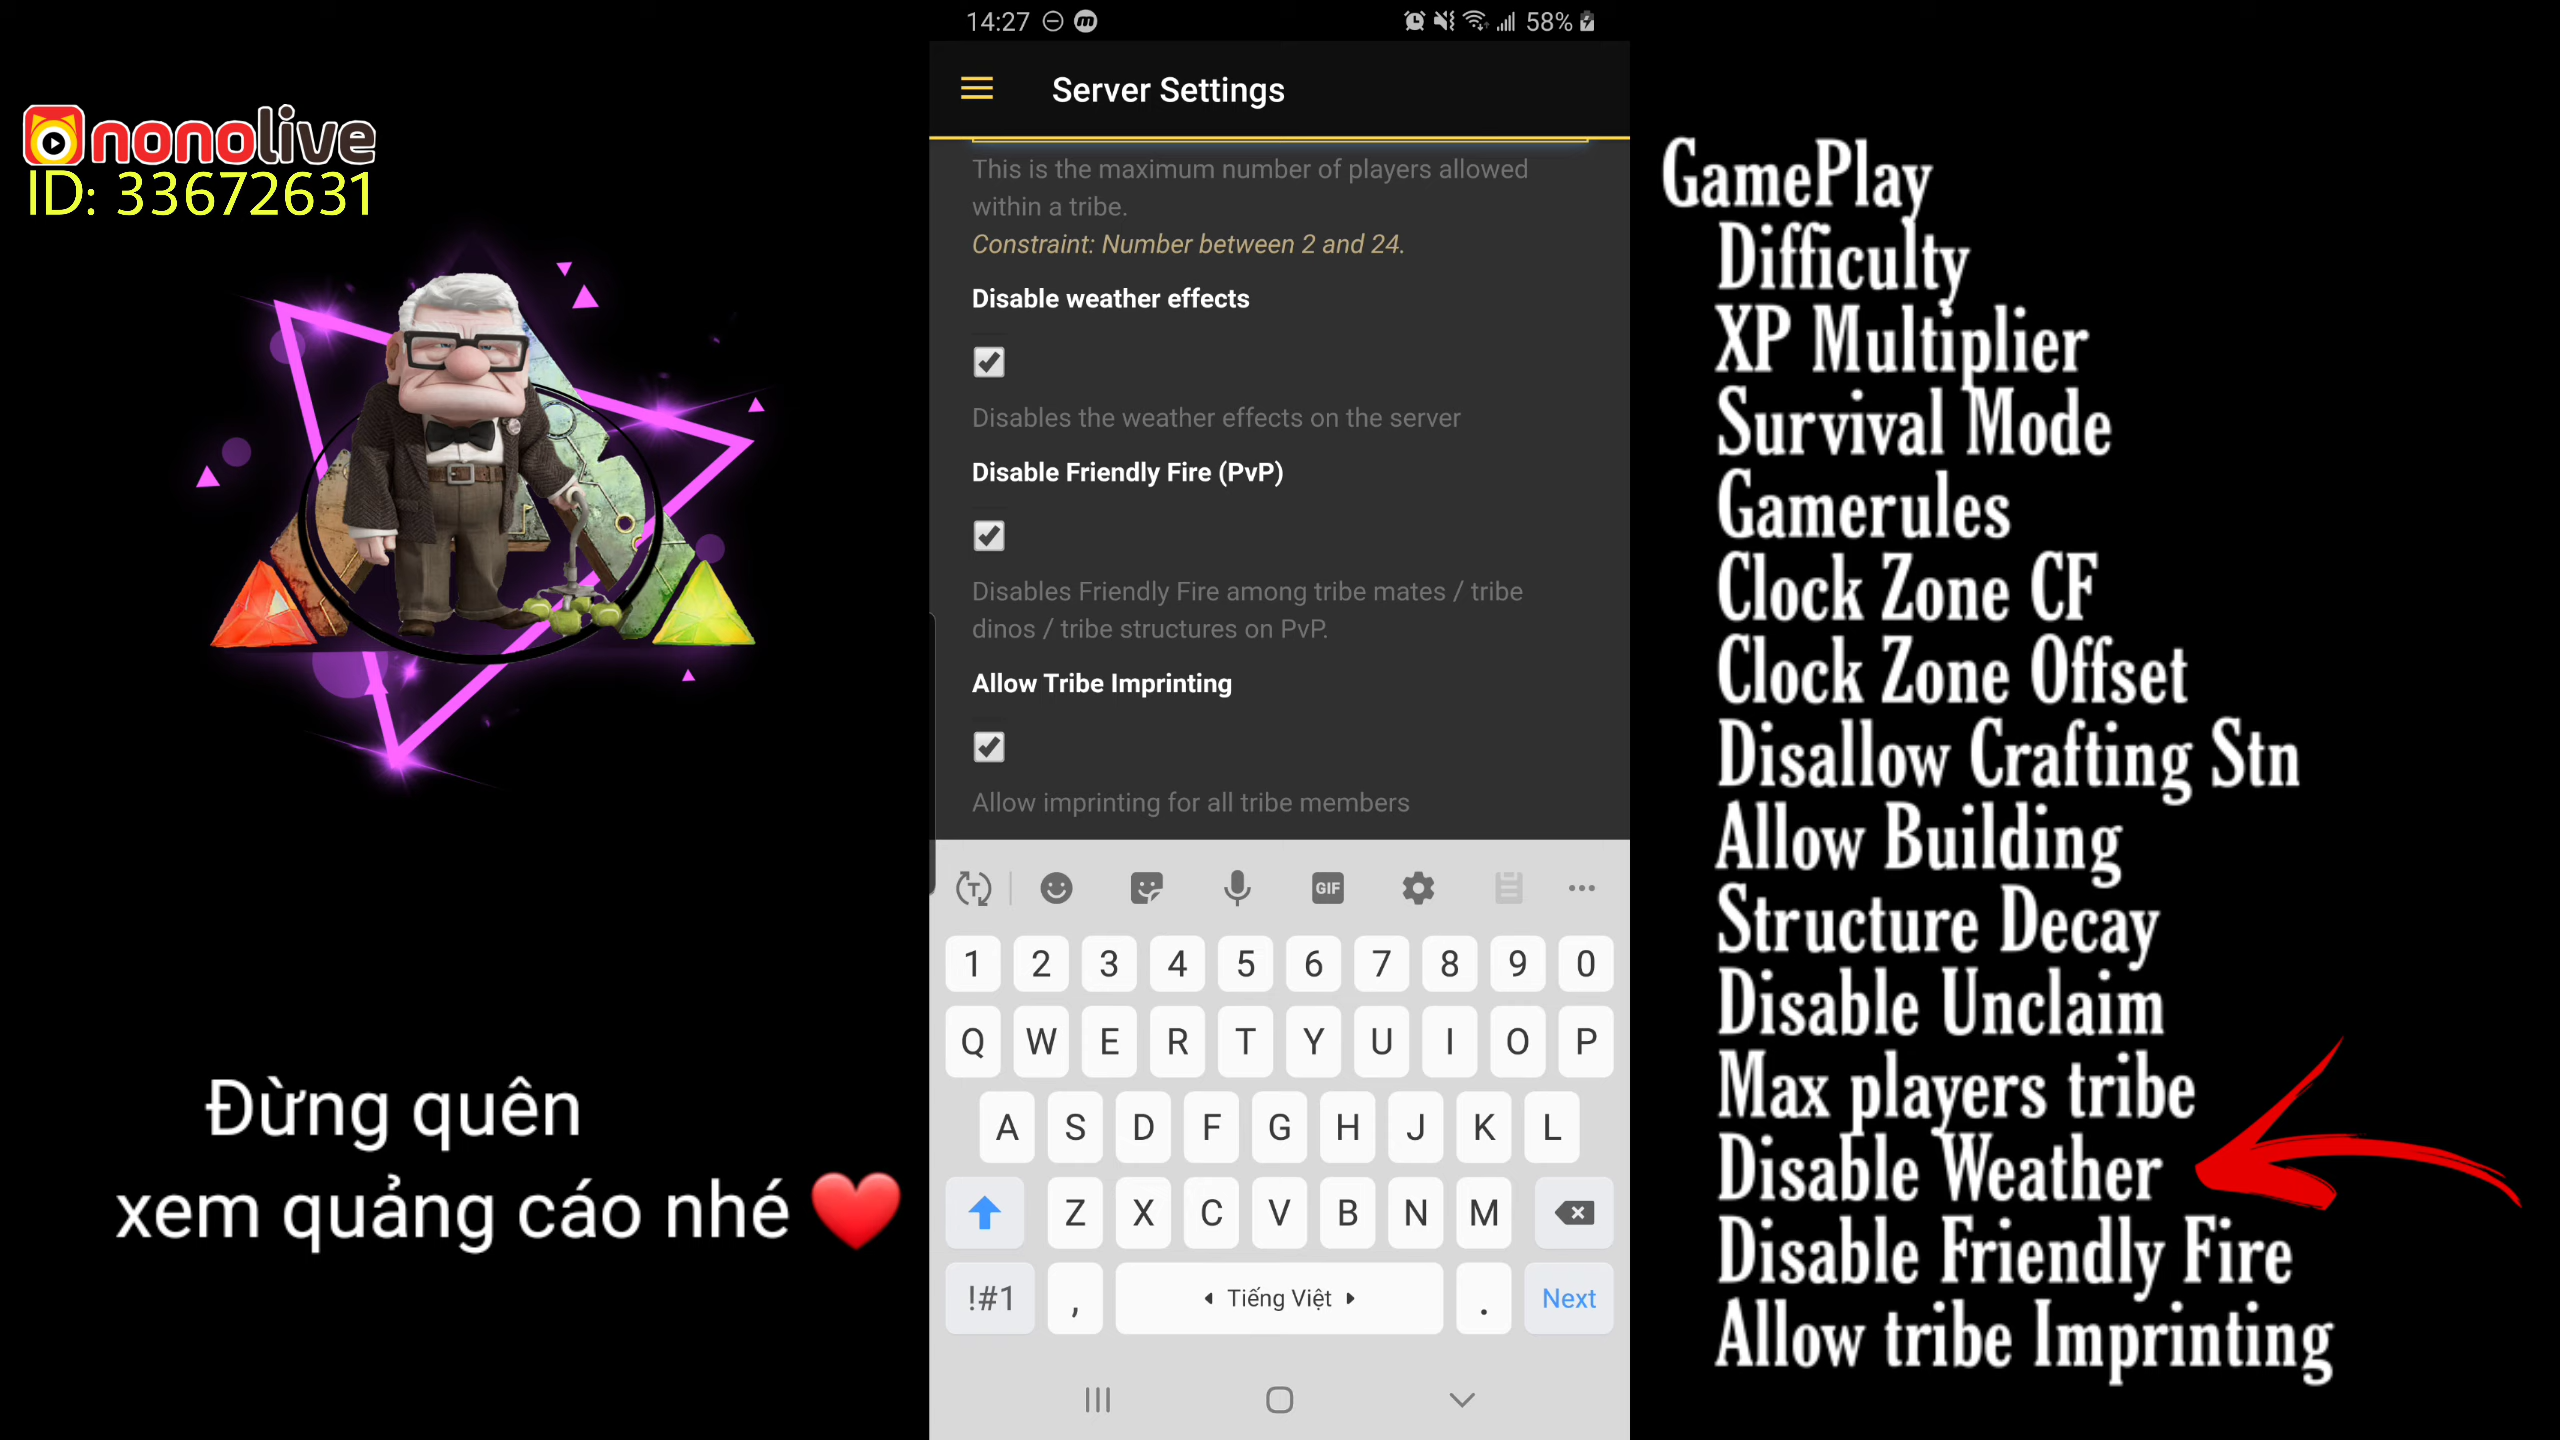 nonolive
ID: 33672631
Đừng quên
xem quảng cáo nhé
14:27
58%
Server Settings
This is the maximum number of players allowed
within a tribe.
Constraint: Number between 2 and 24.
Disable weather effects
Disables the weather effects on the server
Disable Friendly Fire (PvP)
Disables Friendly Fire among tribe mates / tribe
dinos / tribe structures on PvP.
Allow Tribe Imprinting
Allow imprinting for all tribe members
GIF
1 2 3 4 5 6 7 8 9 0
Q W E R T Y U I O P
A S D F G H J K L
Z X C V B N M
!#1 , Tiếng Việt . Next
GamePlay
Difficulty
XP Multiplier
Survival Mode
Gamerules
Clock Zone CF
Clock Zone Offset
Disallow Crafting Stn
Allow Building
Structure Decay
Disable Unclaim
Max players tribe
Disable Weather
Disable Friendly Fire
Allow tribe Imprinting